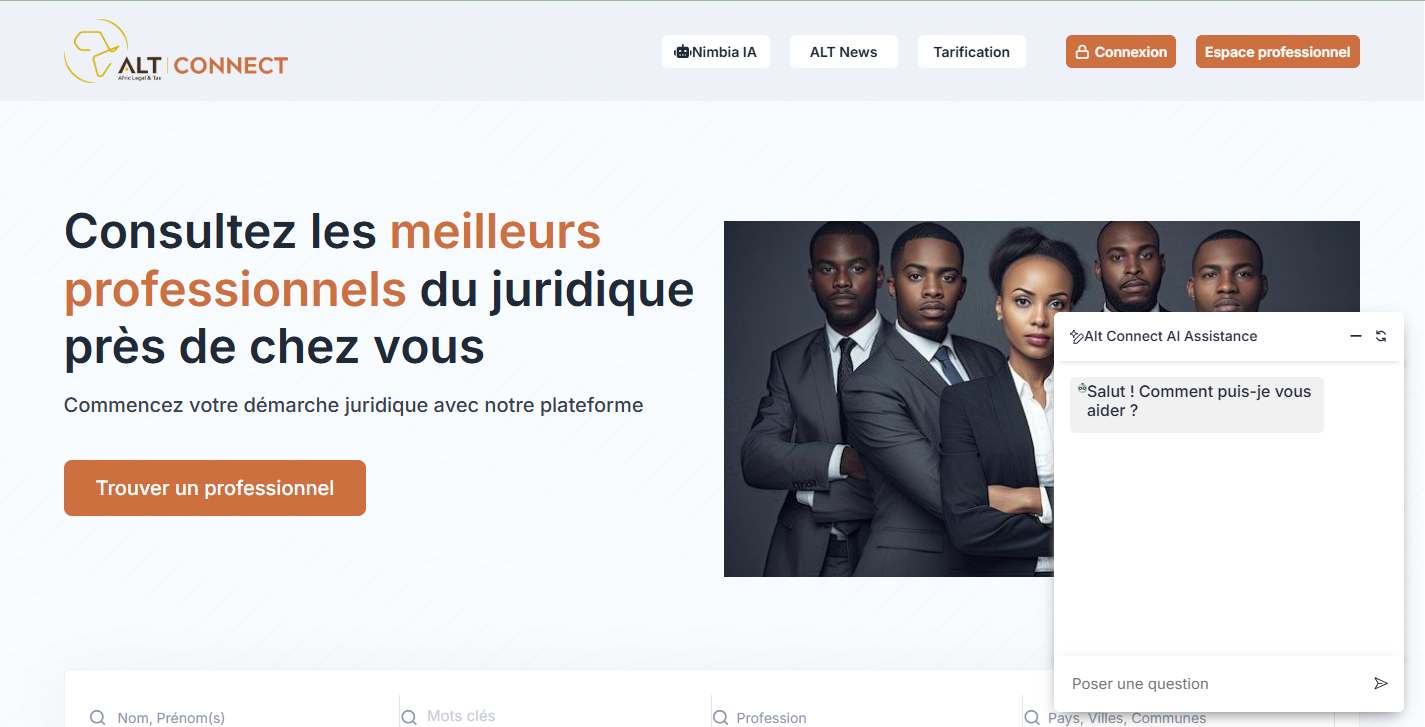 ALT CONNECT
Afric Legal & Tax
Nimbia IA
ALT News
Tarification
Connexion
Espace professionnel
Consultez les meilleurs
professionnels du juridique
près de chez vous
Commencez votre démarche juridique avec notre plateforme
Trouver un professionnel
Alt Connect AI Assistance
Salut ! Comment puis-je vous
aider ?
Poser une question
Nom, Prénom(s)
Mots clés
Profession
Pays, Villes, Communes